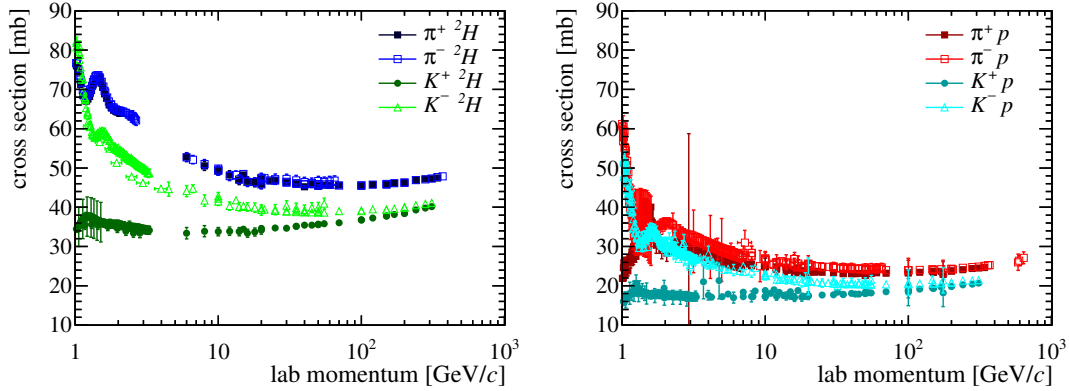 cross section [mb]
90
80
70
60
50
40
30
20
10
π⁺ ²H
π⁻ ²H
K⁺ ²H
K⁻ ²H
1 10 10² 10³
lab momentum [GeV/c]
cross section [mb]
90
80
70
60
50
40
30
20
10
π⁺ p
π⁻ p
K⁺ p
K⁻ p
1 10 10² 10³
lab momentum [GeV/c]